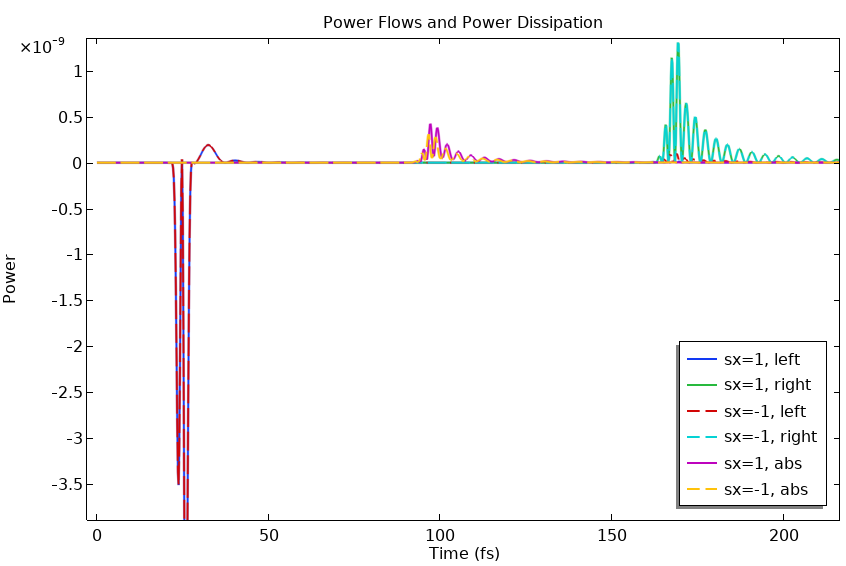 Power Flows and Power Dissipation
×10⁻⁹
1
0.5
0
-0.5
-1
-1.5
-2
-2.5
-3
-3.5
Power
0 50 100 150 200
Time (fs)
sx=1, left
sx=1, right
sx=-1, left
sx=-1, right
sx=1, abs
sx=-1, abs